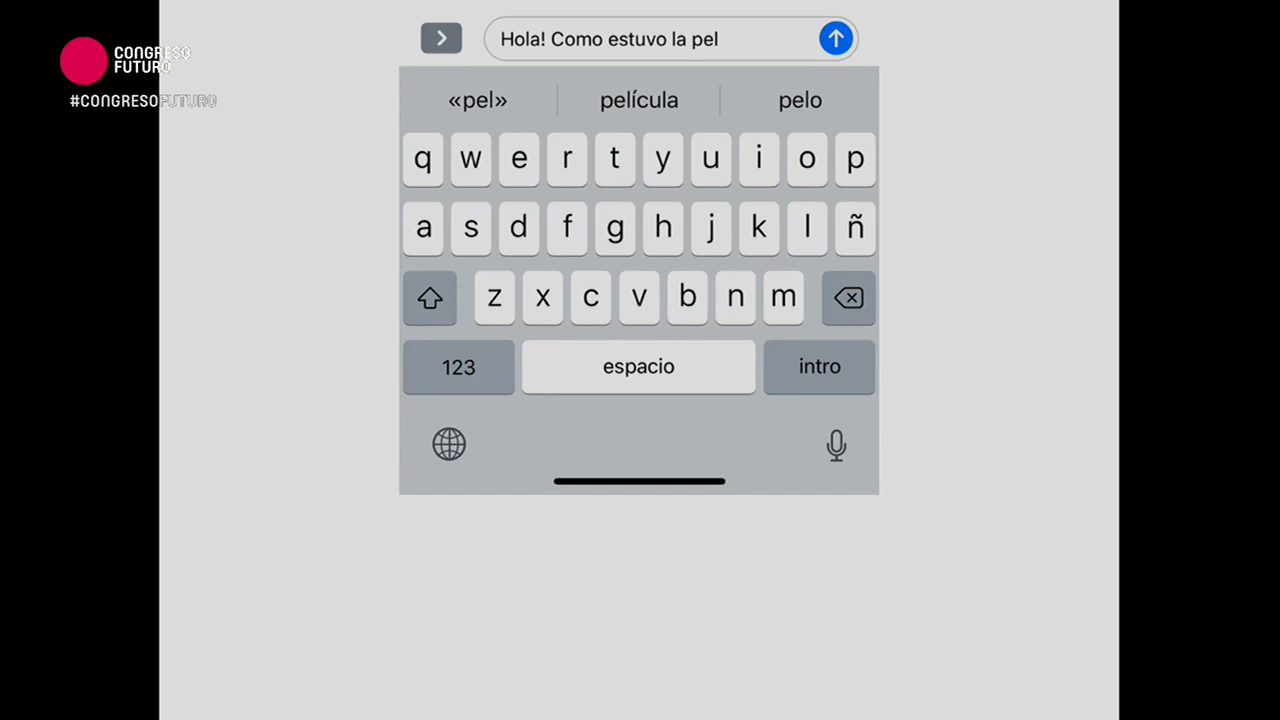 CONGRESO
FUTURO
#CONGRESOFUTURO
Hola! Como estuvo la pel
«pel» película pelo
q w e r t y u i o p
a s d f g h j k l ñ
z x c v b n m
123 espacio intro